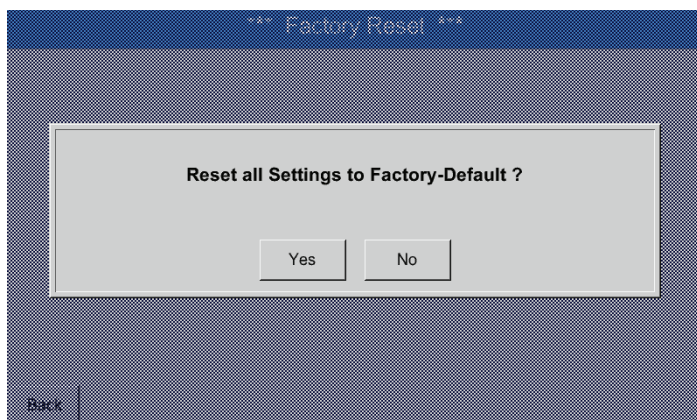 *** Factory Reset ***
Reset all Settings to Factory-Default ?
Yes No
Back